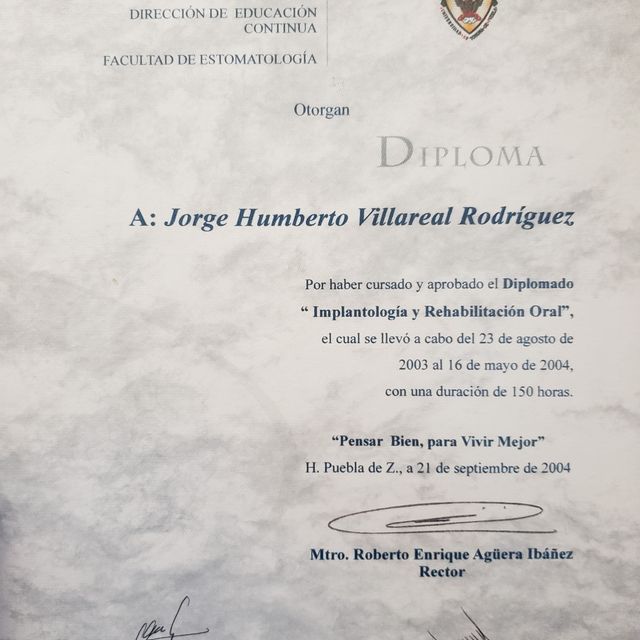 DIRECCIÓN DE EDUCACIÓN
CONTINUA
FACULTAD DE ESTOMATOLOGÍA
Otorgan
DIPLOMA
A: Jorge Humberto Villareal Rodríguez
Por haber cursado y aprobado el Diplomado
“ Implantología y Rehabilitación Oral”,
el cual se llevó a cabo del 23 de agosto de
2003 al 16 de mayo de 2004,
con una duración de 150 horas.
“Pensar Bien, para Vivir Mejor”
H. Puebla de Z., a 21 de septiembre de 2004
Mtro. Roberto Enrique Agüera Ibáñez
Rector